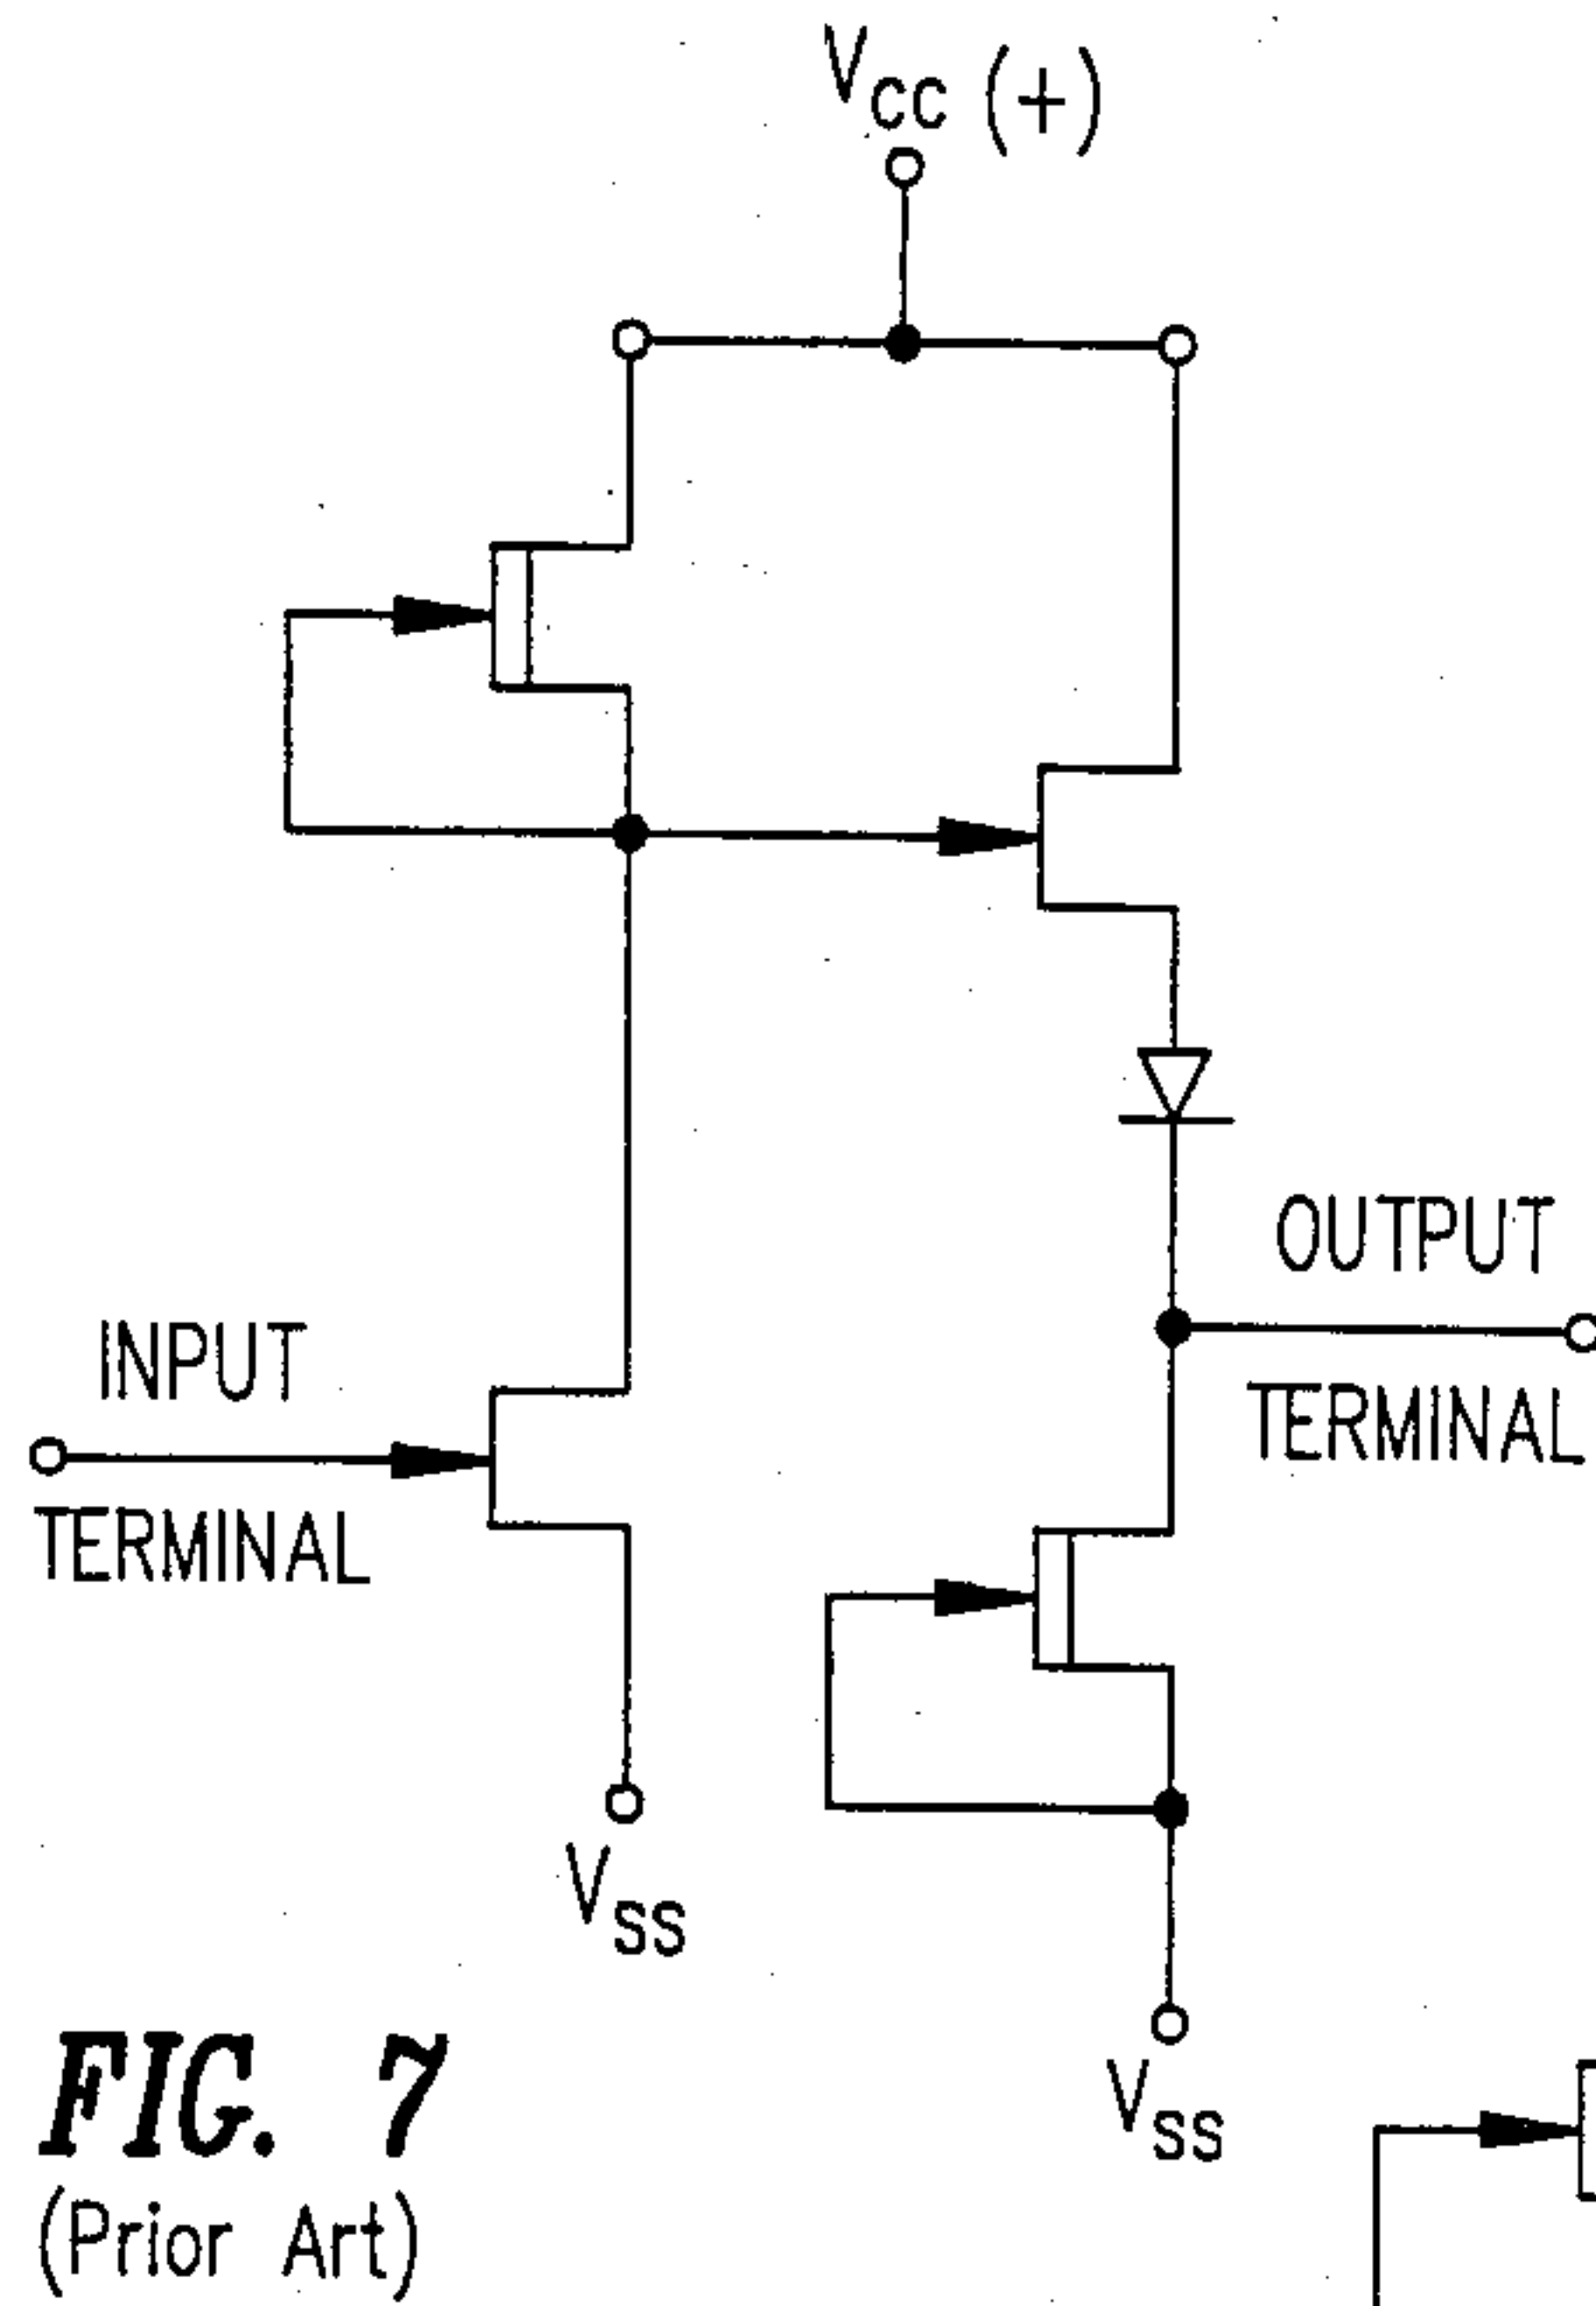 VCC (+)
INPUT
TERMINAL
OUTPUT
TERMINAL
VSS
VSS
FIG. 7
(Prior Art)